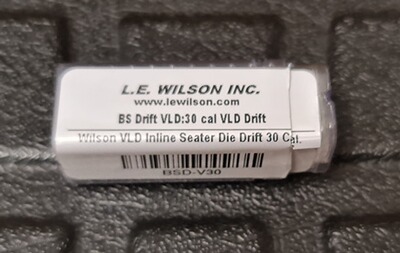 L.E. WILSON INC.
www.lewilson.com
BS Drift VLD:30 cal VLD Drift
Wilson VLD Inline Seater Die Drift 30 Cal.
BSD-V30